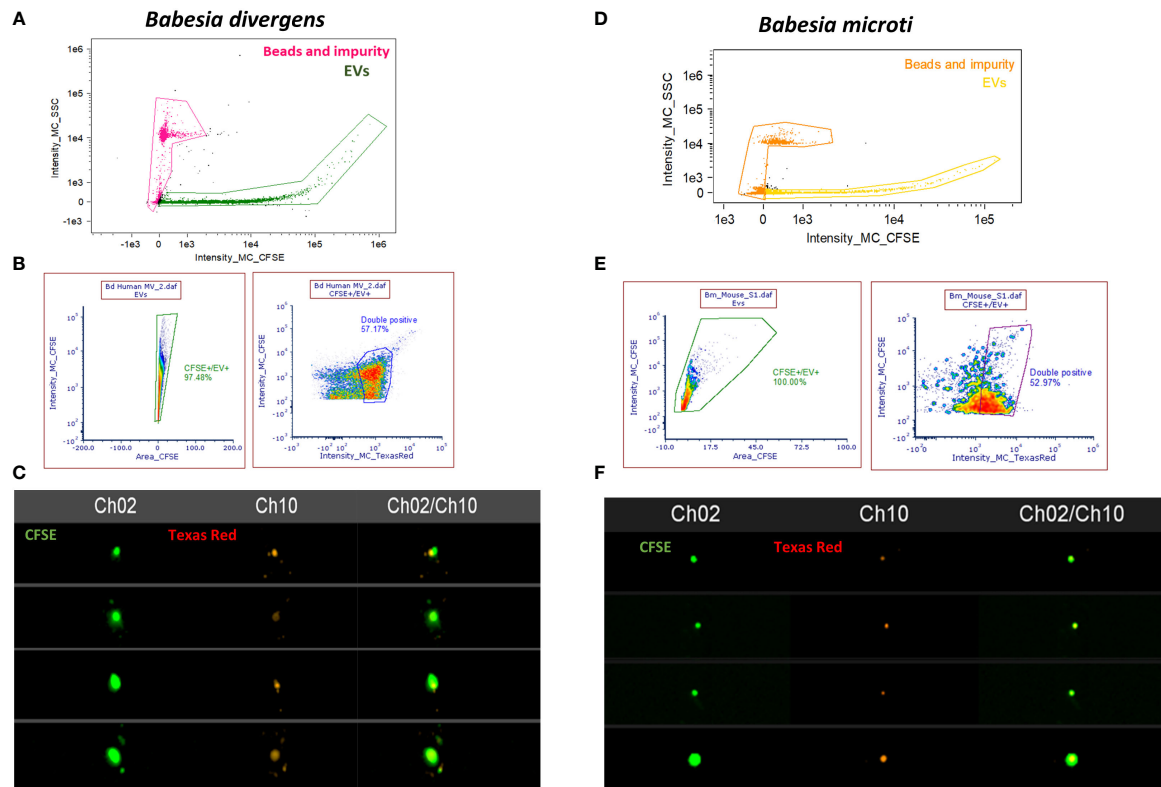 A
Babesia divergens
Beads and impurity
EVs
1e6
1e5
1e4
1e3
0
-1e3
Intensity_MC_SSC
-1e3 0 1e3 1e4 1e5 1e6
Intensity_MC_CFSE
B
Bd Human MV_2.daf
EVs
CFSE+/EV+
97.48%
Intensity_MC_CFSE
-200.0 -100.0 0 100.0 200.0
Area_CFSE
Bd Human MV_2.daf
CFSE+/EV+
Double positive
57.17%
Intensity_MC_CFSE
Intensity_MC_TexasRed
C
Ch02 Ch10 Ch02/Ch10
CFSE Texas Red
D
Babesia microti
Beads and impurity
EVs
1e6
1e5
1e4
1e3
0
Intensity_MC_SSC
1e3 0 1e3 1e4 1e5
Intensity_MC_CFSE
E
Bm_Mouse_S1.daf
Evs
CFSE+/EV+
100.00%
Intensity_MC_CFSE
-10.0 17.5 45.0 72.5 100.0
Area_CFSE
Bm_Mouse_S1.daf
CFSE+/EV+
Double positive
52.97%
Intensity_MC_CFSE
Intensity_MC_TexasRed
F
Ch02 Ch10 Ch02/Ch10
CFSE Texas Red